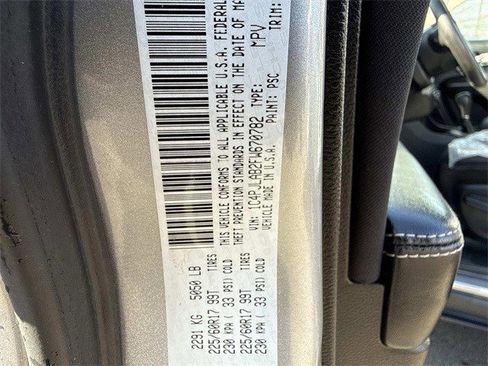 2291 KG 5050 LB
225/60R17 99T TIRES
230 KPA ( 33 PSI) COLD
225/60R17 99T TIRES
230 KPA ( 33 PSI) COLD
THIS VEHICLE CONFORMS TO ALL APPLICABLE U.S.A. FEDERAL
THEFT PREVENTION STANDARDS IN EFFECT ON THE DATE OF MA
VIN: 1C4PJLAB2FW670782 TYPE: MPV
1C MADE IN U.S.A. PAINT: PSC TRIM: